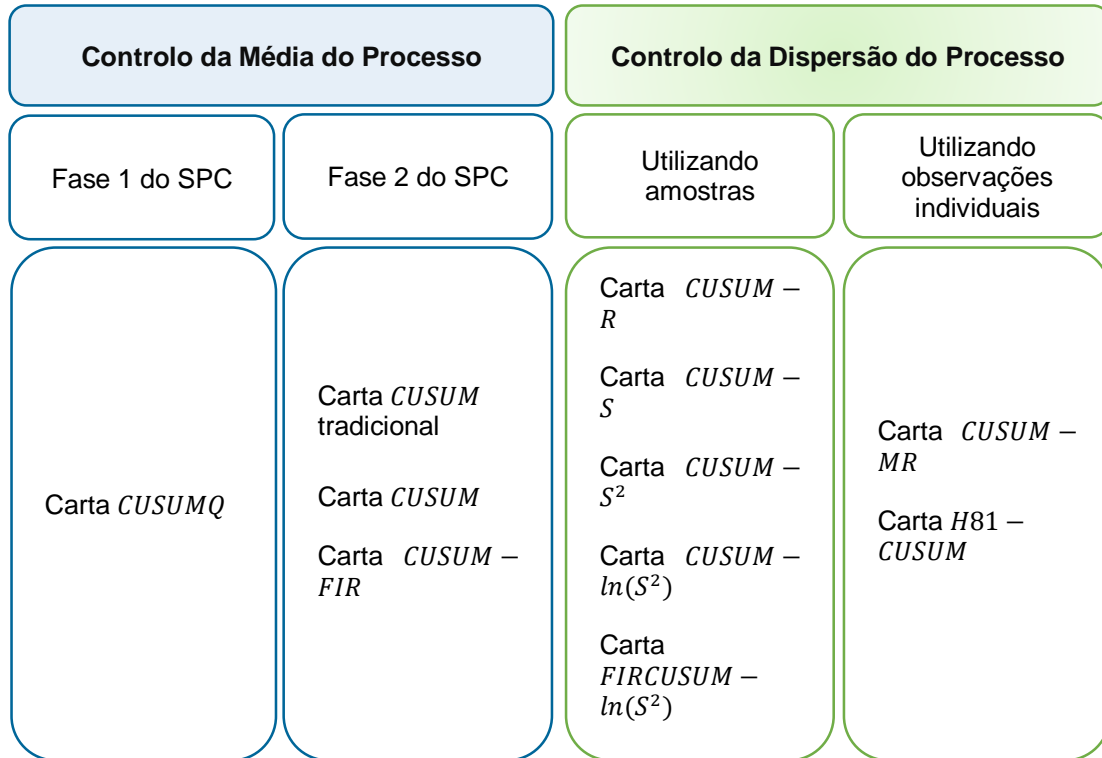 Controlo da Média do Processo
Controlo da Dispersão do Processo
Fase 1 do SPC
Fase 2 do SPC
Utilizando
amostras
Utilizando
observações
individuais
Carta CUSUMQ
Carta CUSUM
tradicional
Carta CUSUM
Carta CUSUM −
FIR
Carta CUSUM −
R
Carta CUSUM −
S
Carta CUSUM −
S²
Carta CUSUM −
ln(S²)
Carta
FIRCUSUM −
ln(S²)
Carta CUSUM −
MR
Carta H81 −
CUSUM